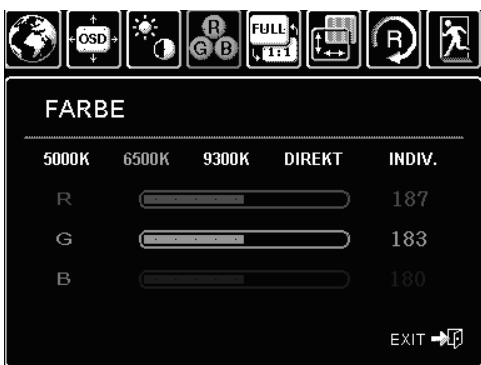 OSD R G B FULL 1:1 R
FARBE
5000K 6500K 9300K DIREKT INDIV.
R 187
G 183
B 180
EXIT